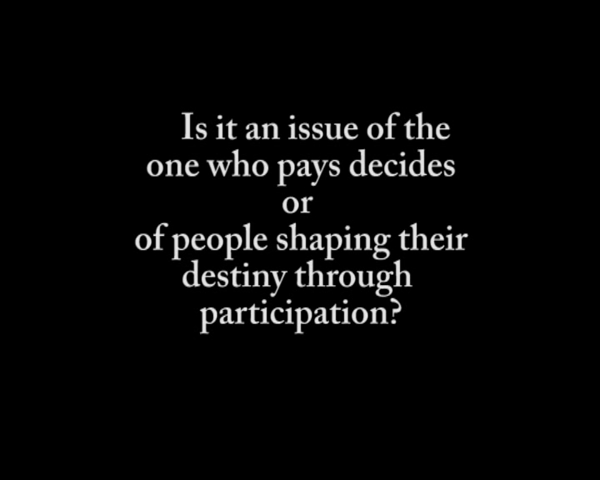 Is it an issue of the
one who pays decides
or
of people shaping their
destiny through
participation?